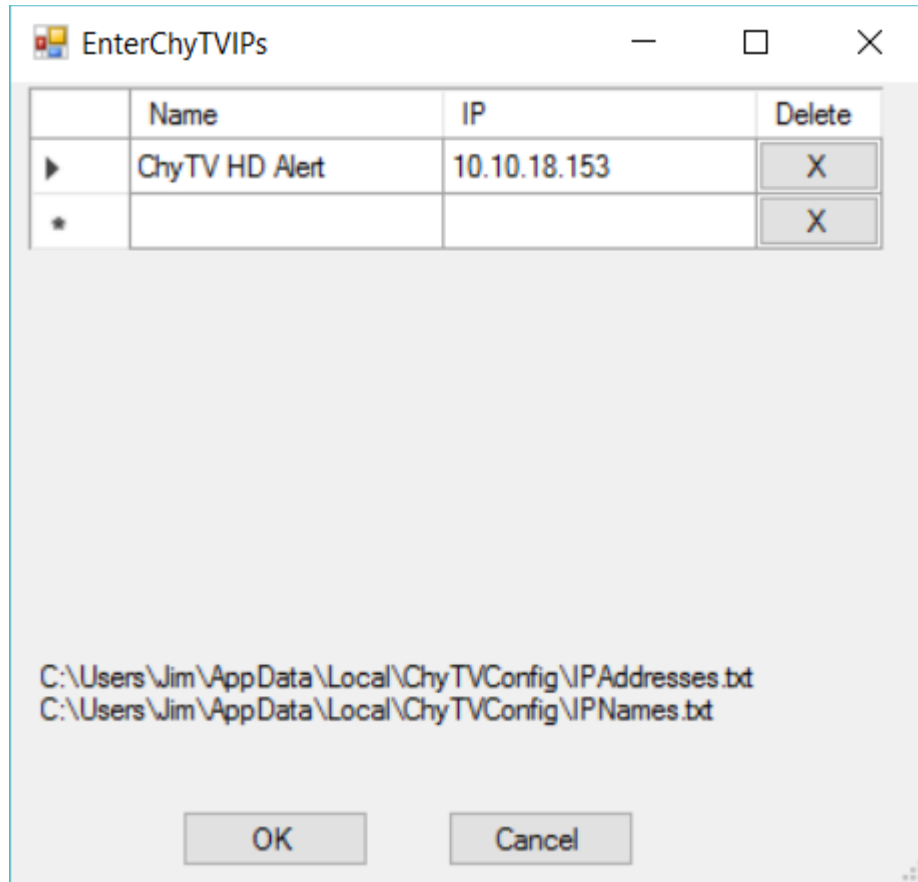 EnterChyTVIPs
Name IP Delete
ChyTV HD Alert 10.10.18.153 X
X
C:\Users\Jim\AppData\Local\ChyTVConfig\IPAddresses.txt
C:\Users\Jim\AppData\Local\ChyTVConfig\IPNames.txt
OK Cancel